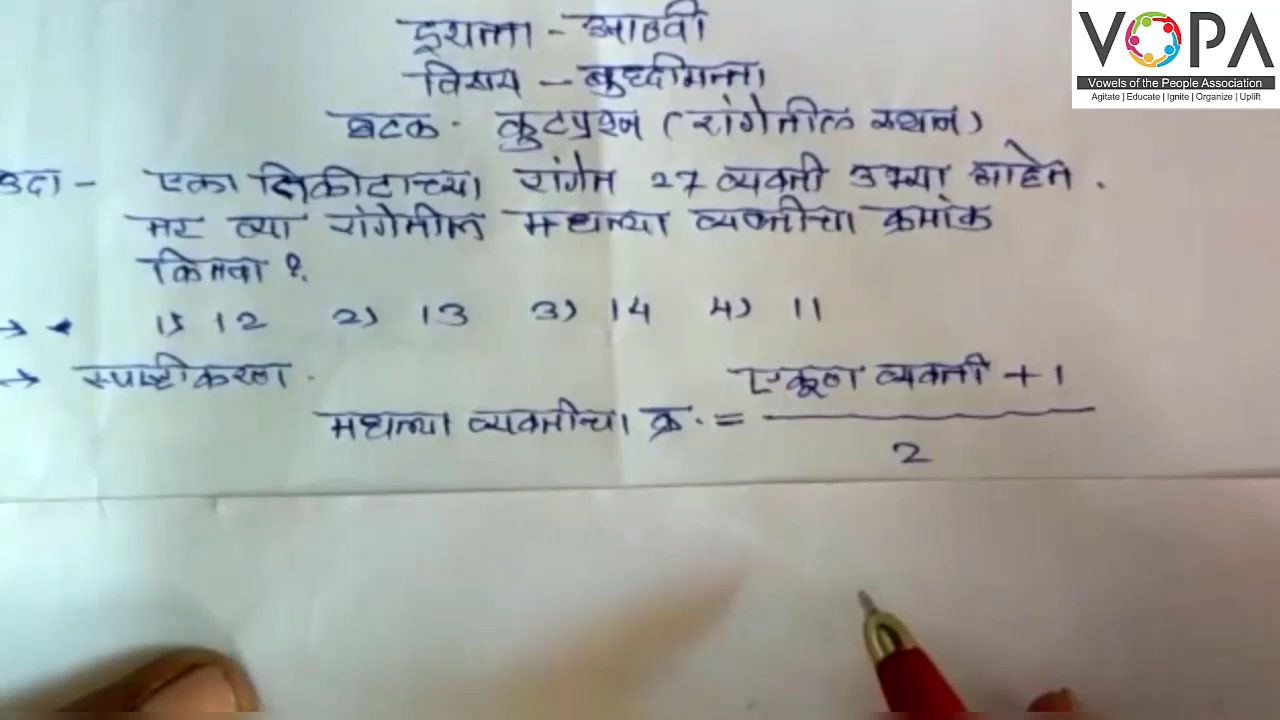 VOPA
Vowels of the People Association
Agitate | Educate | Ignite | Organize | Uplift
इयत्ता - आठवी
विषय - बुध्दीमत्ता
घटक - कुटप्रश्न (रांगेतील स्थान)
उदा - एका तिकीटाच्या रांगेत 27 व्यक्ती उभ्या आहेत.
तर त्या रांगेतील मधल्या व्यक्तीचा क्रमांक
कितवा ?
→ 1) 12 2) 13 3) 14 4) 11
→ स्पष्टीकरण.
मधल्या व्यक्तीचा क्र. = एकूण व्यक्ती + 1
2